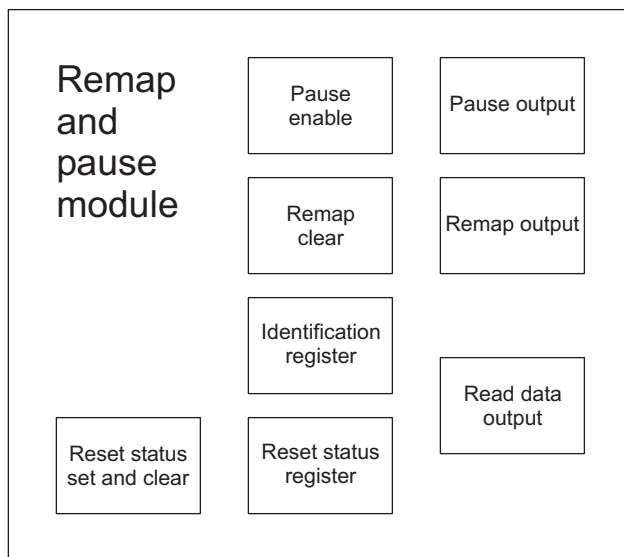 Remap
and
pause
module
Pause
enable
Pause output
Remap
clear
Remap output
Identification
register
Read data
output
Reset status
set and clear
Reset status
register